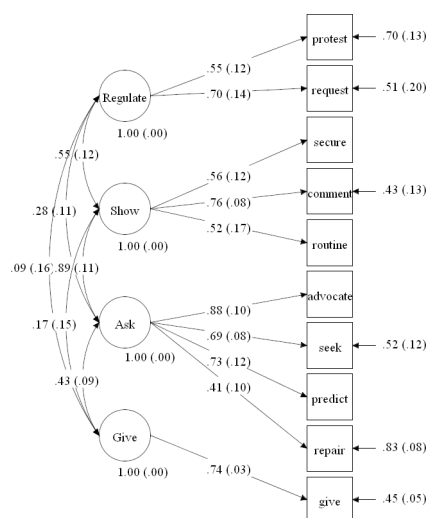 protest
.70 (.13)
.55 (.12)
Regulate
.70 (.14)
request
.51 (.20)
1.00 (.00)
secure
.55 (.12)
.56 (.12)
.76 (.08)
comment
.43 (.13)
.28 (.11)
Show
.52 (.17)
1.00 (.00)
routine
.09 (.16)
.89 (.11)
advocate
.88 (.10)
.17 (.15)
Ask
.69 (.08)
seek
.52 (.12)
1.00 (.00)
.73 (.12)
.41 (.10)
predict
.43 (.09)
Give
repair
.83 (.08)
1.00 (.00)
.74 (.03)
give
.45 (.05)